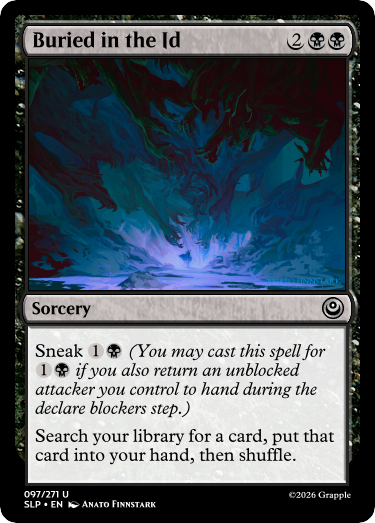 Buried in the Id 2
Sorcery
Sneak 1 (You may cast this spell for
1 if you also return an unblocked
attacker you control to hand during the
declare blockers step.)
Search your library for a card, put that
card into your hand, then shuffle.
097/271 U
SLP • EN Anato Finnstark
©2026 Grapple